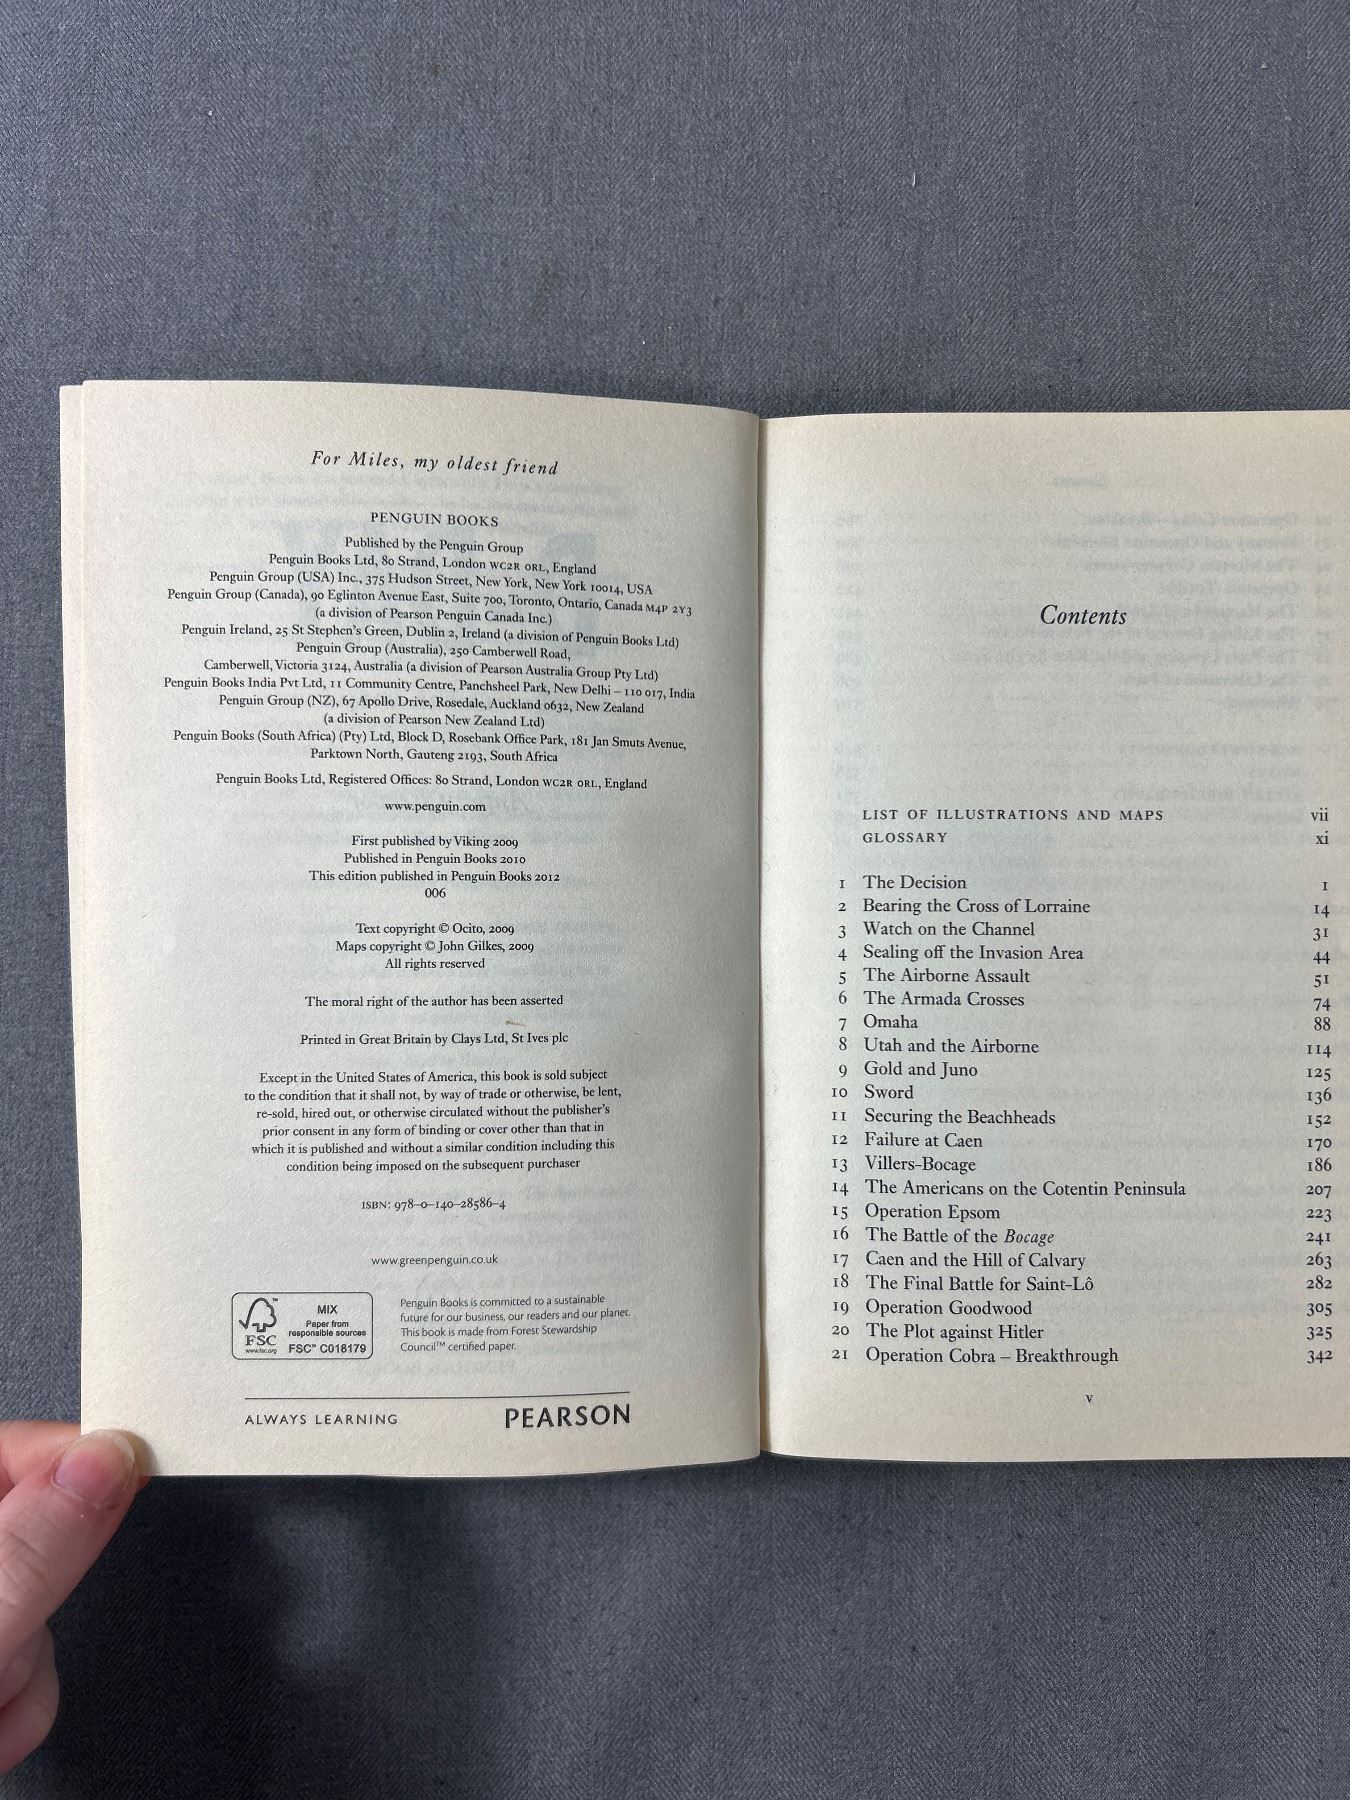 For Miles, my oldest friend
PENGUIN BOOKS
Published by the Penguin Group
Penguin Books Ltd, 80 Strand, London WC2R ORL, England
Penguin Group (USA) Inc., 375 Hudson Street, New York, New York 10014, USA
Penguin Group (Canada), 90 Eglinton Avenue East, Suite 700, Toronto, Ontario, Canada M4P 2Y3
(a division of Pearson Penguin Canada Inc.)
Penguin Ireland, 25 St Stephen's Green, Dublin 2, Ireland (a division of Penguin Books Ltd)
Penguin Group (Australia), 250 Camberwell Road,
Camberwell, Victoria 3124, Australia (a division of Pearson Australia Group Pty Ltd)
Penguin Books India Pvt Ltd, 11 Community Centre, Panchsheel Park, New Delhi – 110 017, India
Penguin Group (NZ), 67 Apollo Drive, Rosedale, Auckland 0632, New Zealand
(a division of Pearson New Zealand Ltd)
Penguin Books (South Africa) (Pty) Ltd, Block D, Rosebank Office Park, 181 Jan Smuts Avenue,
Parktown North, Gauteng 2193, South Africa
Penguin Books Ltd, Registered Offices: 80 Strand, London WC2R ORL, England
www.penguin.com
First published by Viking 2009
Published in Penguin Books 2010
This edition published in Penguin Books 2012
006
Text copyright © Ocito, 2009
Maps copyright © John Gilkes, 2009
All rights reserved
The moral right of the author has been asserted
Printed in Great Britain by Clays Ltd, St Ives plc
Except in the United States of America, this book is sold subject
to the condition that it shall not, by way of trade or otherwise, be lent,
re-sold, hired out, or otherwise circulated without the publisher's
prior consent in any form of binding or cover other than that in
which it is published and without a similar condition including this
condition being imposed on the subsequent purchaser
ISBN: 978-0-140-28586-4
www.greenpenguin.co.uk
FSC
www.fsc.org
MIX
Paper from
responsible sources
FSC™ C018179
Penguin Books is committed to a sustainable
future for our business, our readers and our planet.
This book is made from Forest Stewardship
Council™ certified paper.
ALWAYS LEARNING PEARSON
Contents
LIST OF ILLUSTRATIONS AND MAPS vii
GLOSSARY xi
1 The Decision 1
2 Bearing the Cross of Lorraine 14
3 Watch on the Channel 31
4 Sealing off the Invasion Area 44
5 The Airborne Assault 51
6 The Armada Crosses 74
7 Omaha 88
8 Utah and the Airborne 114
9 Gold and Juno 125
10 Sword 136
11 Securing the Beachheads 152
12 Failure at Caen 170
13 Villers-Bocage 186
14 The Americans on the Cotentin Peninsula 207
15 Operation Epsom 223
16 The Battle of the Bocage 241
17 Caen and the Hill of Calvary 263
18 The Final Battle for Saint-Lô 282
19 Operation Goodwood 305
20 The Plot against Hitler 325
21 Operation Cobra – Breakthrough 342
v